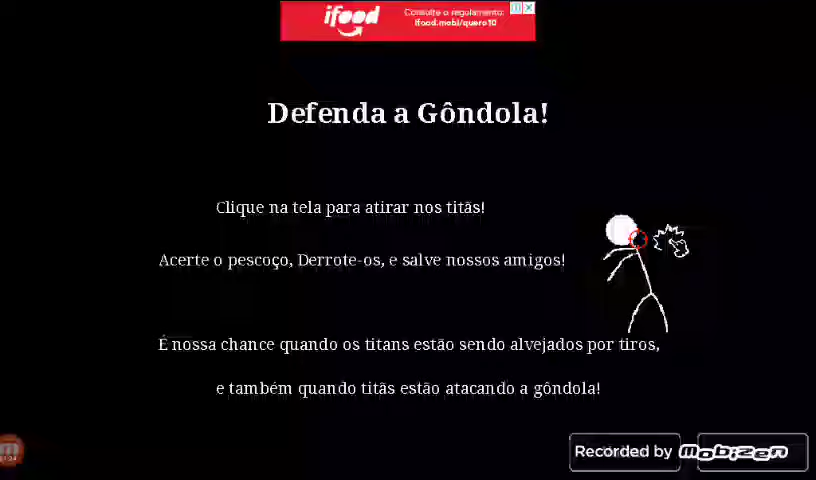 ifood
Consulte o regulamento:
ifood.mobi/quero10
Defenda a Gôndola!
Clique na tela para atirar nos titãs!
Acerte o pescoço, Derrote-os, e salve nossos amigos!
É nossa chance quando os titans estão sendo alvejados por tiros,
e também quando titãs estão atacando a gôndola!
Recorded by mobizen